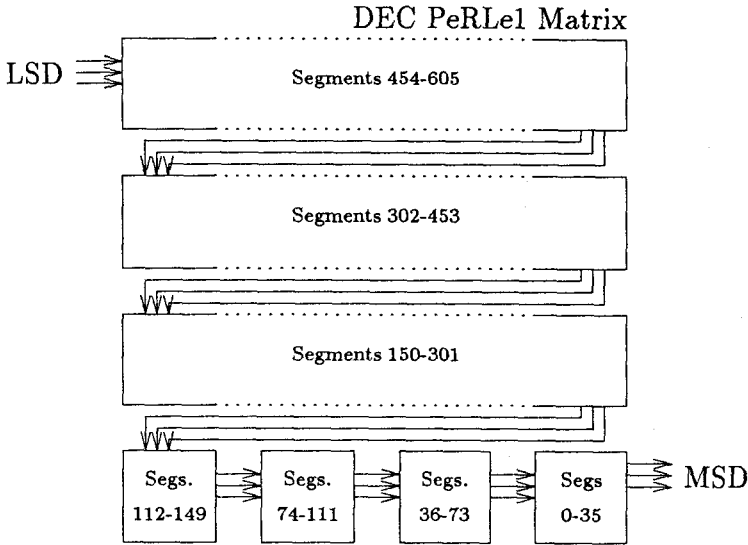 DEC PeRLe1 Matrix
LSD
Segments 454-605
Segments 302-453
Segments 150-301
Segs.
112-149
Segs.
74-111
Segs.
36-73
Segs
0-35
MSD